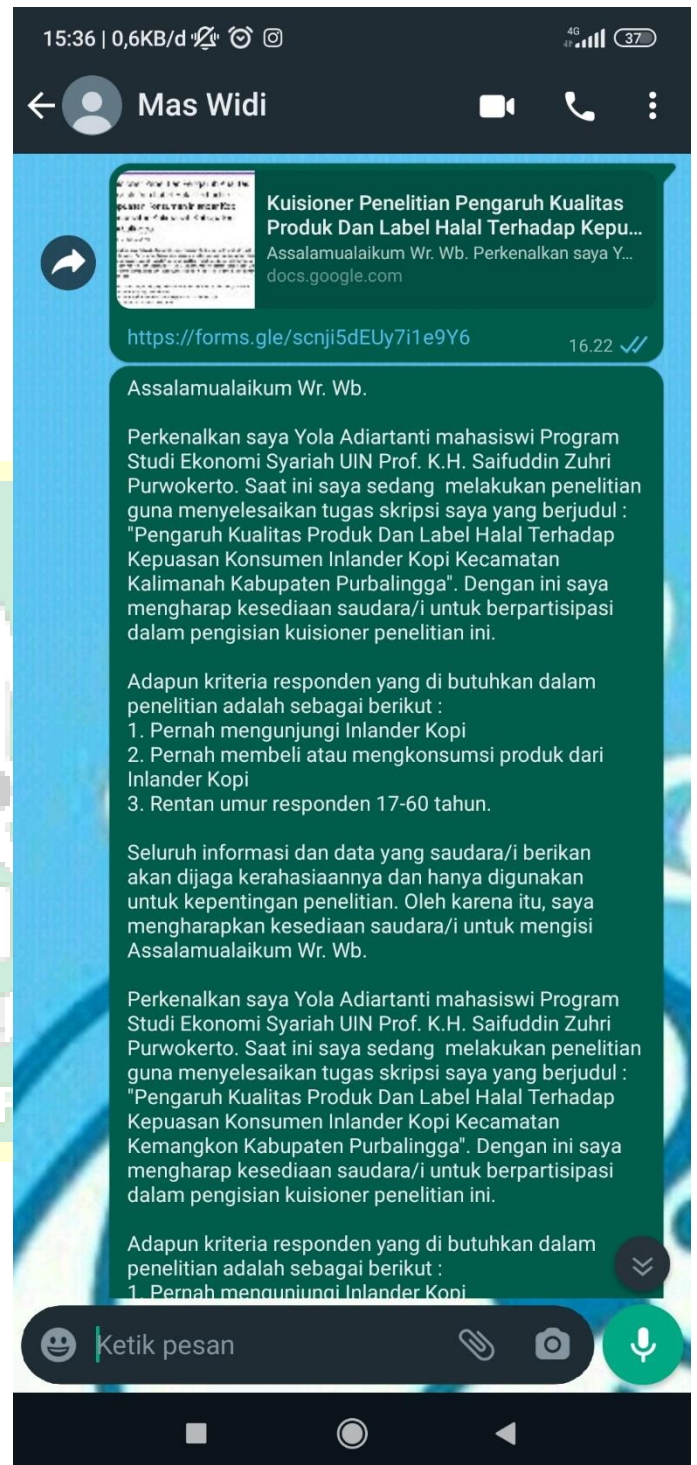 15:36 | 0,6KB/d
4G
37
Mas Widi
Kuisioner Penelitian Pengaruh Kualitas
Produk Dan Label Halal Terhadap Kepu...
Assalamualaikum Wr. Wb. Perkenalkan saya Y...
docs.google.com
https://forms.gle/scnji5dEUy7i1e9Y6
16.22
Assalamualaikum Wr. Wb.
Perkenalkan saya Yola Adiartanti mahasiswi Program
Studi Ekonomi Syariah UIN Prof. K.H. Saifuddin Zuhri
Purwokerto. Saat ini saya sedang melakukan penelitian
guna menyelesaikan tugas skripsi saya yang berjudul :
"Pengaruh Kualitas Produk Dan Label Halal Terhadap
Kepuasan Konsumen Inlander Kopi Kecamatan
Kalimanah Kabupaten Purbalingga". Dengan ini saya
mengharap kesediaan saudara/i untuk berpartisipasi
dalam pengisian kuisioner penelitian ini.
Adapun kriteria responden yang di butuhkan dalam
penelitian adalah sebagai berikut :
1. Pernah mengunjungi Inlander Kopi
2. Pernah membeli atau mengkonsumsi produk dari
Inlander Kopi
3. Rentan umur responden 17-60 tahun.
Seluruh informasi dan data yang saudara/i berikan
akan dijaga kerahasiaannya dan hanya digunakan
untuk kepentingan penelitian. Oleh karena itu, saya
mengharapkan kesediaan saudara/i untuk mengisi
Assalamualaikum Wr. Wb.
Perkenalkan saya Yola Adiartanti mahasiswi Program
Studi Ekonomi Syariah UIN Prof. K.H. Saifuddin Zuhri
Purwokerto. Saat ini saya sedang melakukan penelitian
guna menyelesaikan tugas skripsi saya yang berjudul :
"Pengaruh Kualitas Produk Dan Label Halal Terhadap
Kepuasan Konsumen Inlander Kopi Kecamatan
Kemangkon Kabupaten Purbalingga". Dengan ini saya
mengharap kesediaan saudara/i untuk berpartisipasi
dalam pengisian kuisioner penelitian ini.
Adapun kriteria responden yang di butuhkan dalam
penelitian adalah sebagai berikut :
1. Pernah mengunjungi Inlander Kopi
Ketik pesan